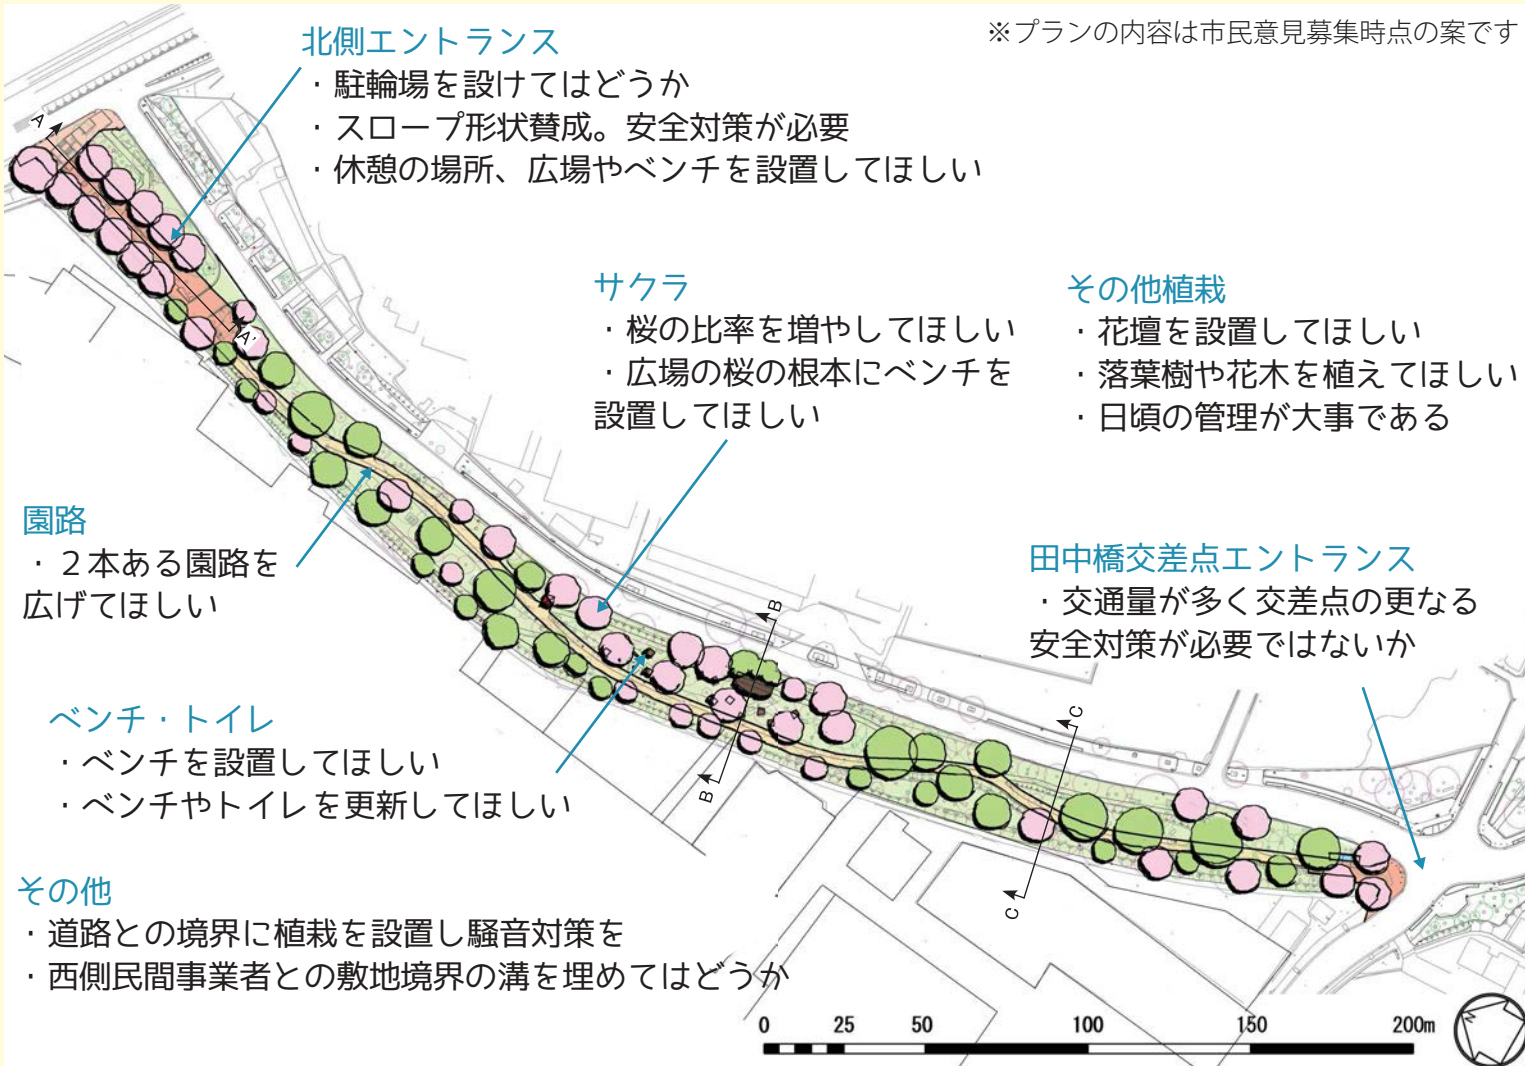 ※プランの内容は市民意見募集時点の案です
北側エントランス
・駐輪場を設けてはどうか
・スロープ形状賛成。安全対策が必要
・休憩の場所、広場やベンチを設置してほしい
A
A'
サクラ
・桜の比率を増やしてほしい
・広場の桜の根本にベンチを
設置してほしい
その他植栽
・花壇を設置してほしい
・落葉樹や花木を植えてほしい
・日頃の管理が大事である
園路
・２本ある園路を
広げてほしい
田中橋交差点エントランス
・交通量が多く交差点の更なる
安全対策が必要ではないか
B
B
C
C
ベンチ・トイレ
・ベンチを設置してほしい
・ベンチやトイレを更新してほしい
その他
・道路との境界に植栽を設置し騒音対策を
・西側民間事業者との敷地境界の溝を埋めてはどうか
0 25 50 100 150 200m
N